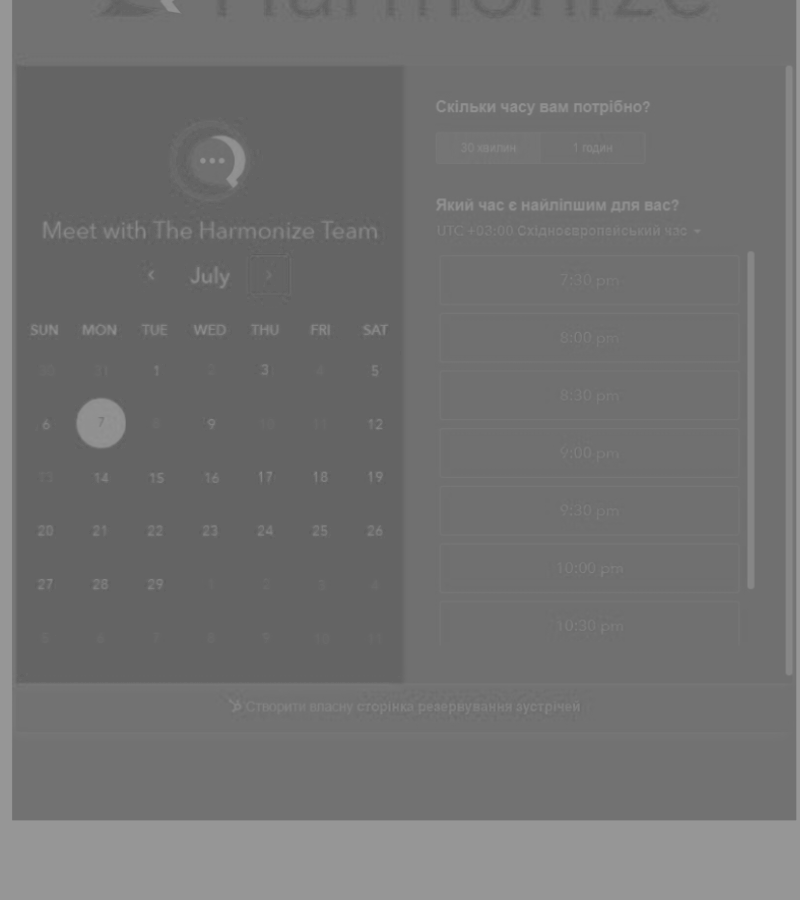 Harmonize
Meet with The Harmonize Team
July
SUN MON TUE WED THU FRI SAT
30 31 1 2 3 4 5
6 7 8 9 10 11 12
13 14 15 16 17 18 19
20 21 22 23 24 25 26
27 28 29 1 2
5 6 7 8 9 10 11
Скільки часу вам потрібно?
30 хвилин 1 годин
Який час є найліпшим для вас?
UTC +03:00 Східноєвропейський час
7:30 pm
8:00 pm
8:30 pm
9:00 pm
9:30 pm
10:00 pm
10:30 pm
Створити власну сторінка резервування зустрічей